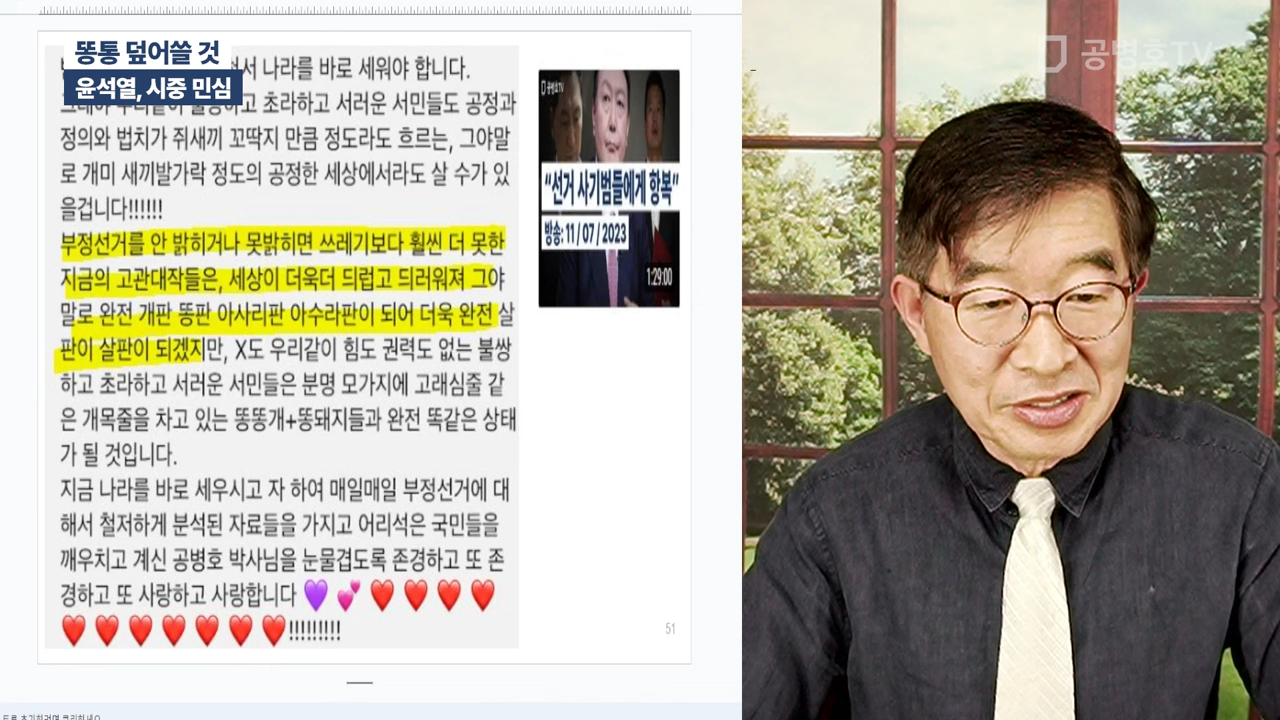 똥통 덮어쓸 것
윤석열, 시중 민심
서 나라를 바로 세워야 합니다.
고 초라하고 서러운 서민들도 공정과
정의와 법치가 쥐새끼 꼬딱지 만큼 정도라도 흐르는, 그야말
로 개미 새끼발가락 정도의 공정한 세상에서라도 살 수가 있
을겁니다!!!!!!
부정선거를 안 밝히거나 못밝히면 쓰레기보다 훨씬 더 못한
지금의 고관대작들은, 세상이 더욱더 듸럽고 듸러워져 그야
말로 완전 개판 똥판 아사리판 아수라판이 되어 더욱 완전 살
판이 살판이 되겠지만, X도 우리같이 힘도 권력도 없는 불쌍
하고 초라하고 서러운 서민들은 분명 모가지에 고래심줄 같
은 개목줄을 차고 있는 똥똥개+똥돼지들과 완전 똑같은 상태
가 될 것입니다.
지금 나라를 바로 세우시고 자 하여 매일매일 부정선거에 대
해서 철저하게 분석된 자료들을 가지고 어리석은 국민들을
깨우치고 계신 공병호 박사님을 눈물겹도록 존경하고 또 존
경하고 또 사랑하고 사랑합니다 💜 💕 ❤️ ❤️ ❤️ ❤️
❤️ ❤️ ❤️ ❤️ ❤️ ❤️ ❤️!!!!!!!!!
공병호TV
“선거 사기범들에게 항복”
방송: 11 / 07 / 2023
1:29:00
51
공병호TV